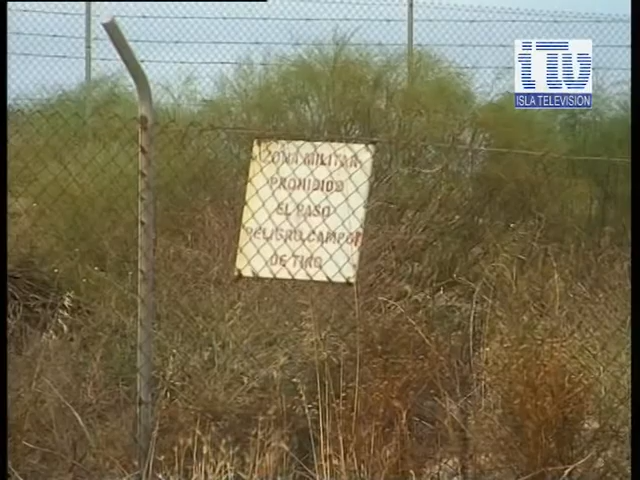 iTV
ISLA TELEVISION
ZONA MILITAR
PROHIBIDO
EL PASO
PELIGRO CAMPO
DE TIRO